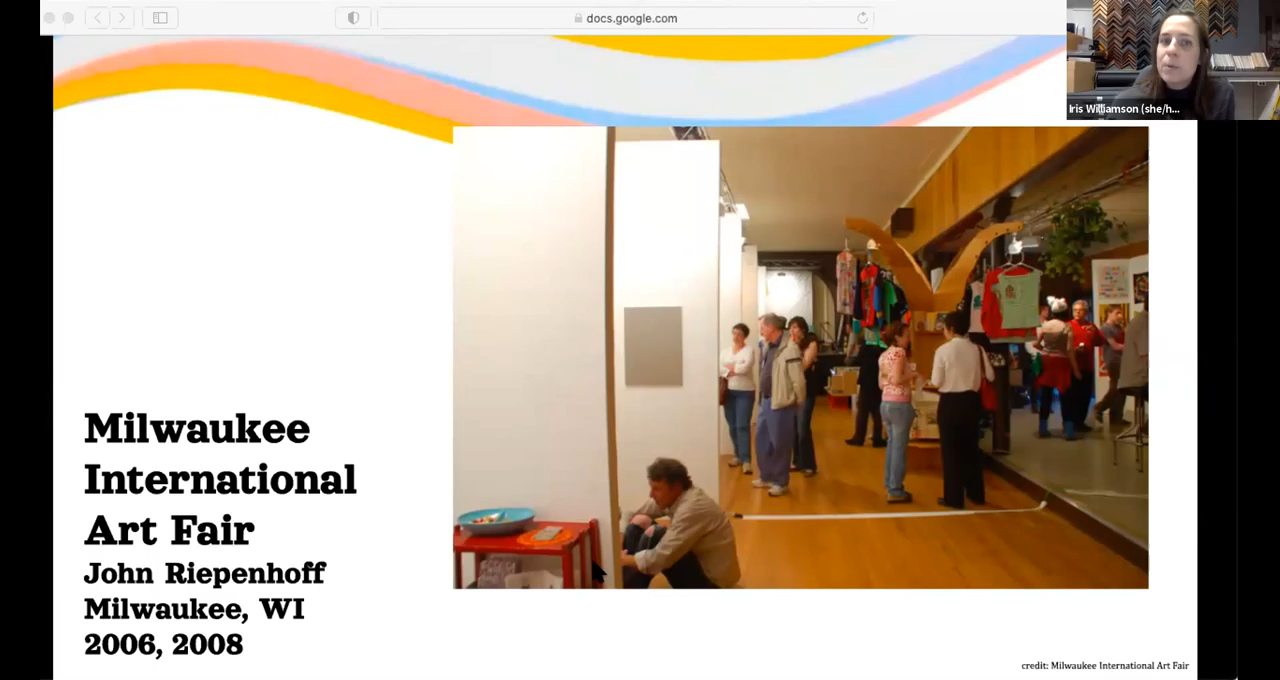 docs.google.com
Iris Williamson (she/h...
Milwaukee
International
Art Fair
John Riepenhoff
Milwaukee, WI
2006, 2008
credit: Milwaukee International Art Fair